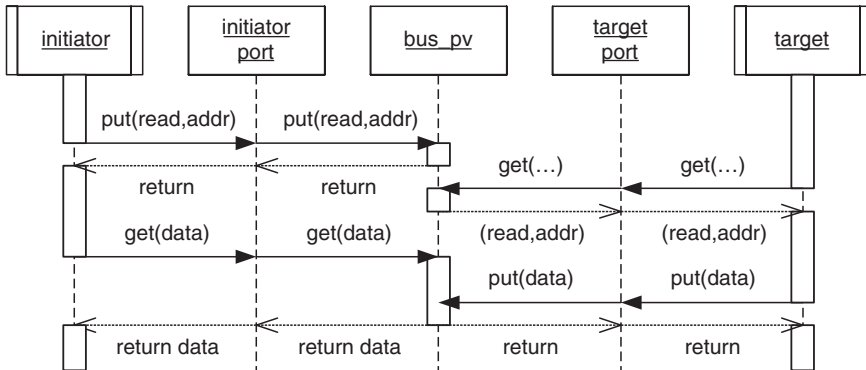 initiator
initiator
port
bus_pv
target
port
target
put(read,addr)
put(read,addr)
return
return
get(…)
get(…)
get(data)
get(data)
(read,addr)
(read,addr)
put(data)
put(data)
return data
return data
return
return